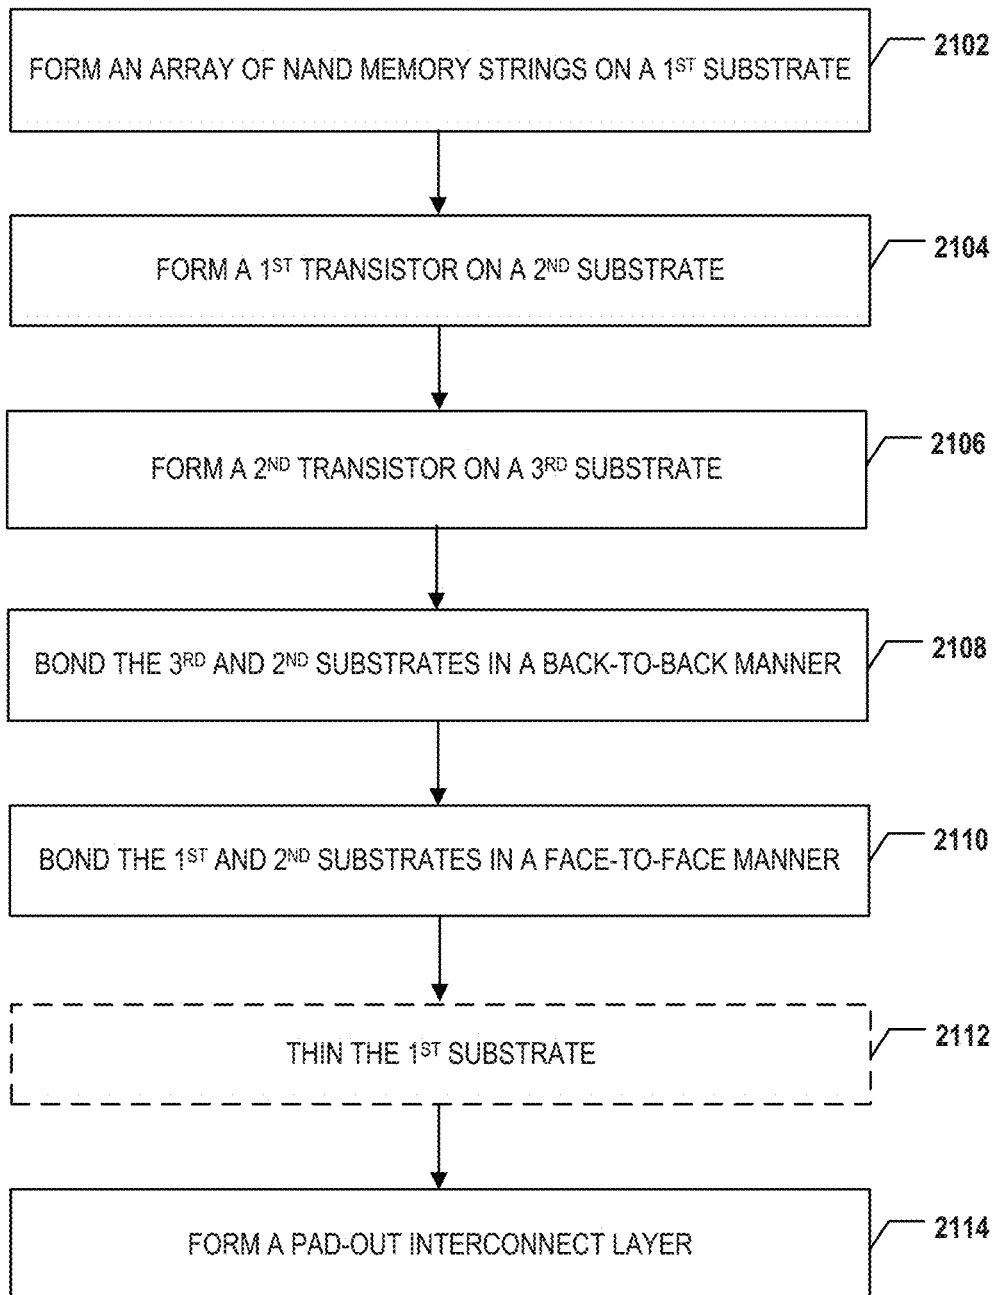 FORM AN ARRAY OF NAND MEMORY STRINGS ON A 1ST SUBSTRATE
2102
FORM A 1ST TRANSISTOR ON A 2ND SUBSTRATE
2104
FORM A 2ND TRANSISTOR ON A 3RD SUBSTRATE
2106
BOND THE 3RD AND 2ND SUBSTRATES IN A BACK-TO-BACK MANNER
2108
BOND THE 1ST AND 2ND SUBSTRATES IN A FACE-TO-FACE MANNER
2110
THIN THE 1ST SUBSTRATE
2112
FORM A PAD-OUT INTERCONNECT LAYER
2114